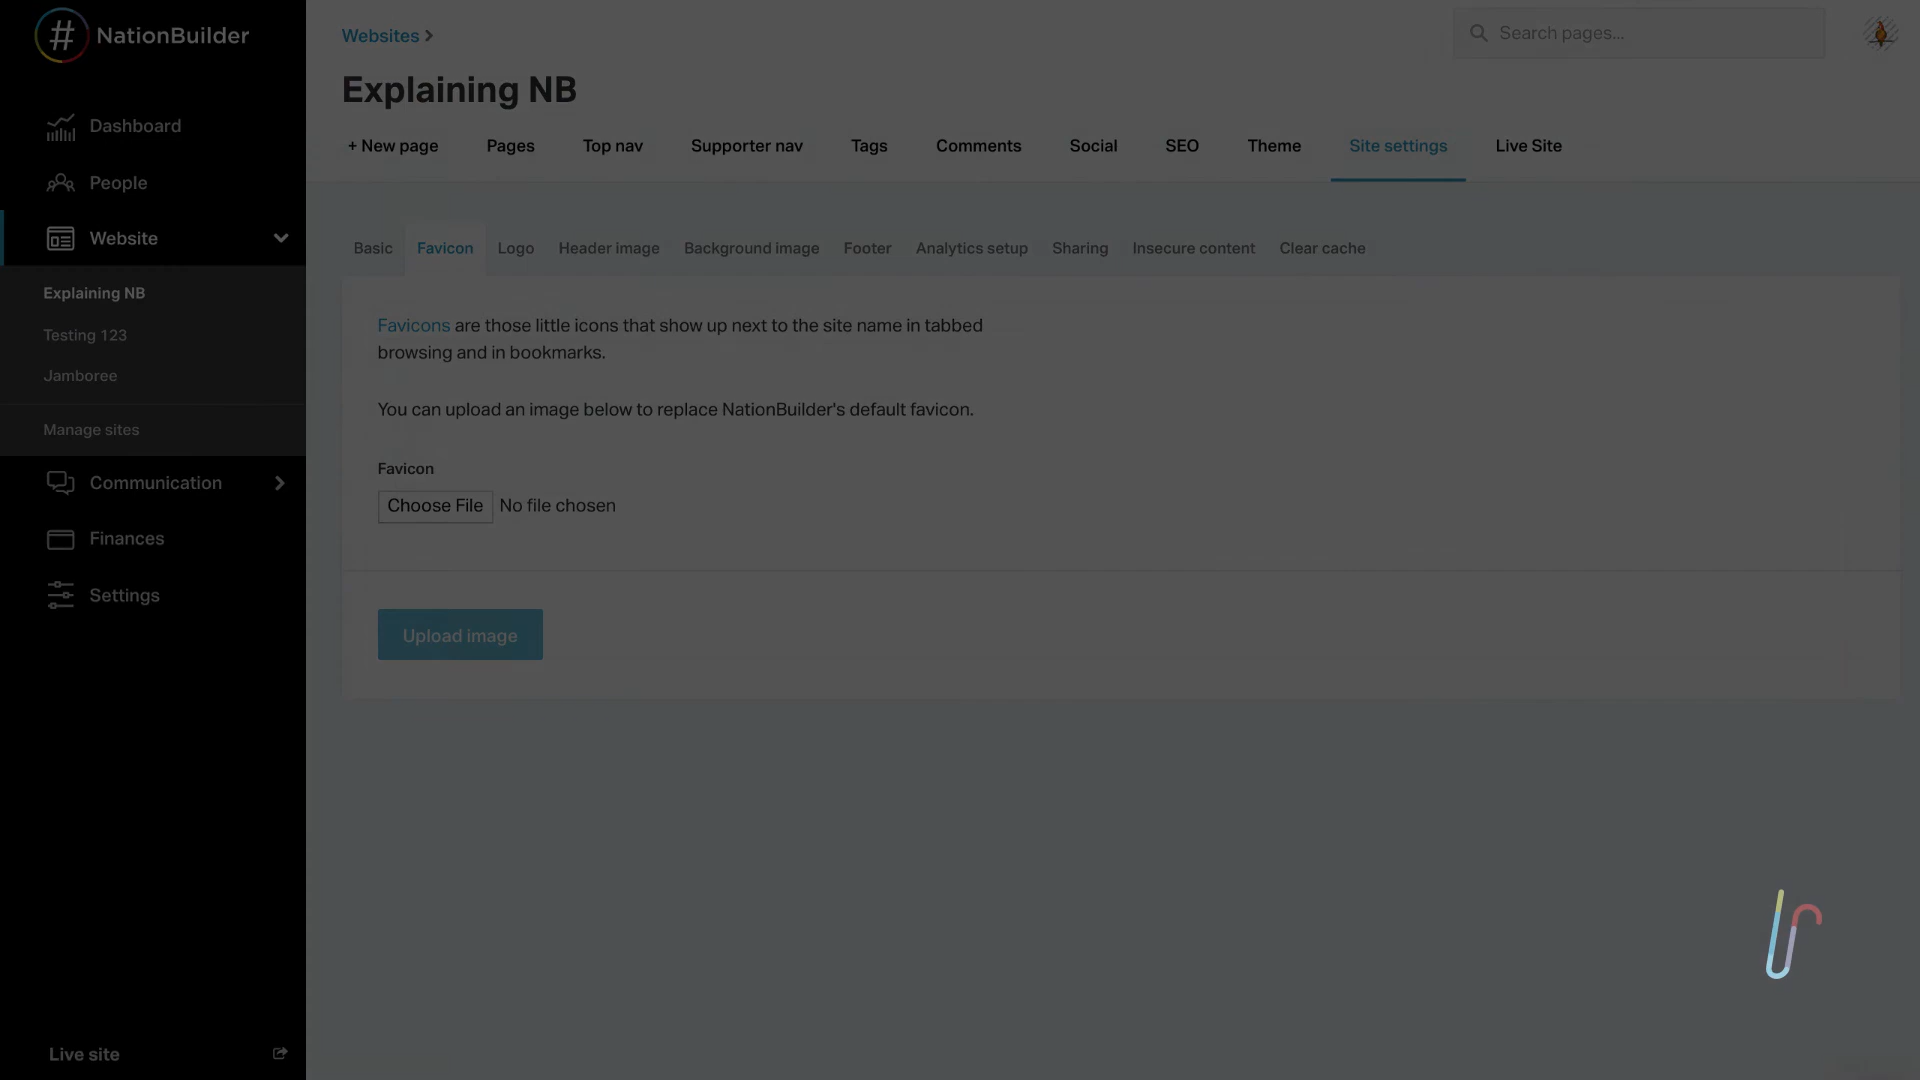 # NationBuilder
Websites
Search pages...
Explaining NB
+ New page
Pages
Top nav
Supporter nav
Tags
Comments
Social
SEO
Theme
Site settings
Live Site
Dashboard
People
Website
Explaining NB
Testing 123
Jamboree
Manage sites
Communication
Finances
Settings
Live site
Basic
Favicon
Logo
Header image
Background image
Footer
Analytics setup
Sharing
Insecure content
Clear cache
Favicons are those little icons that show up next to the site name in tabbed
browsing and in bookmarks.
You can upload an image below to replace NationBuilder's default favicon.
Favicon
Choose File No file chosen
Upload image